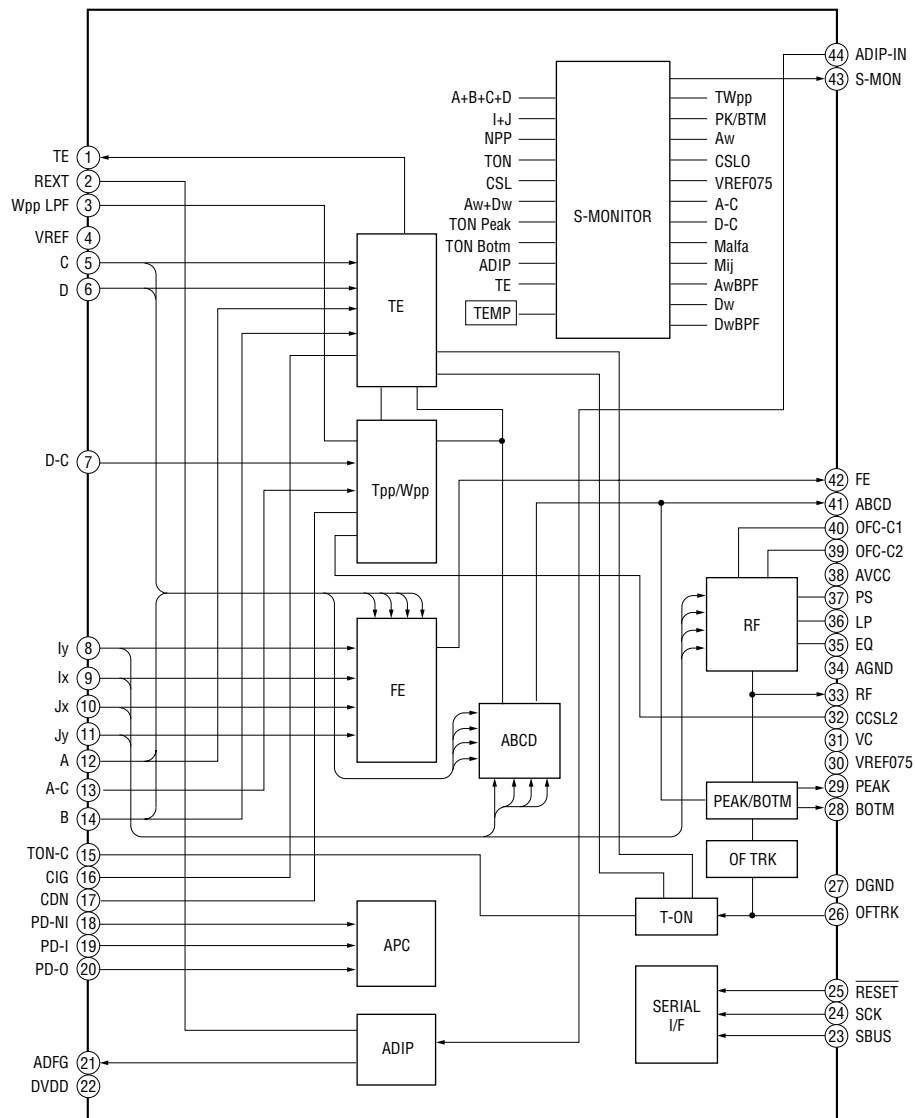 44 ADIP-IN
43 S-MON
A+B+C+D
I+J
NPP
TON
CSL
Aw+Dw
TON Peak
TON Botm
ADIP
TE
TEMP
S-MONITOR
TWpp
PK/BTM
Aw
CSLO
VREF075
A-C
D-C
Malfa
Mij
AwBPF
Dw
DwBPF
TE 1
REXT 2
Wpp LPF 3
VREF 4
C 5
D 6
TE
D-C 7
Tpp/Wpp
42 FE
41 ABCD
40 OFC-C1
39 OFC-C2
38 AVCC
37 PS
36 LP
35 EQ
34 AGND
33 RF
32 CCSL2
31 VC
30 VREF075
29 PEAK
28 BOTM
RF
Iy 8
Ix 9
Jx 10
Jy 11
A 12
A-C 13
B 14
FE
ABCD
PEAK/BOTM
OF TRK
TON-C 15
CIG 16
CDN 17
PD-NI 18
PD-I 19
PD-O 20
T-ON
27 DGND
26 OFTRK
APC
SERIAL
I/F
25 RESET
24 SCK
23 SBUS
ADIP
ADFG 21
DVDD 22